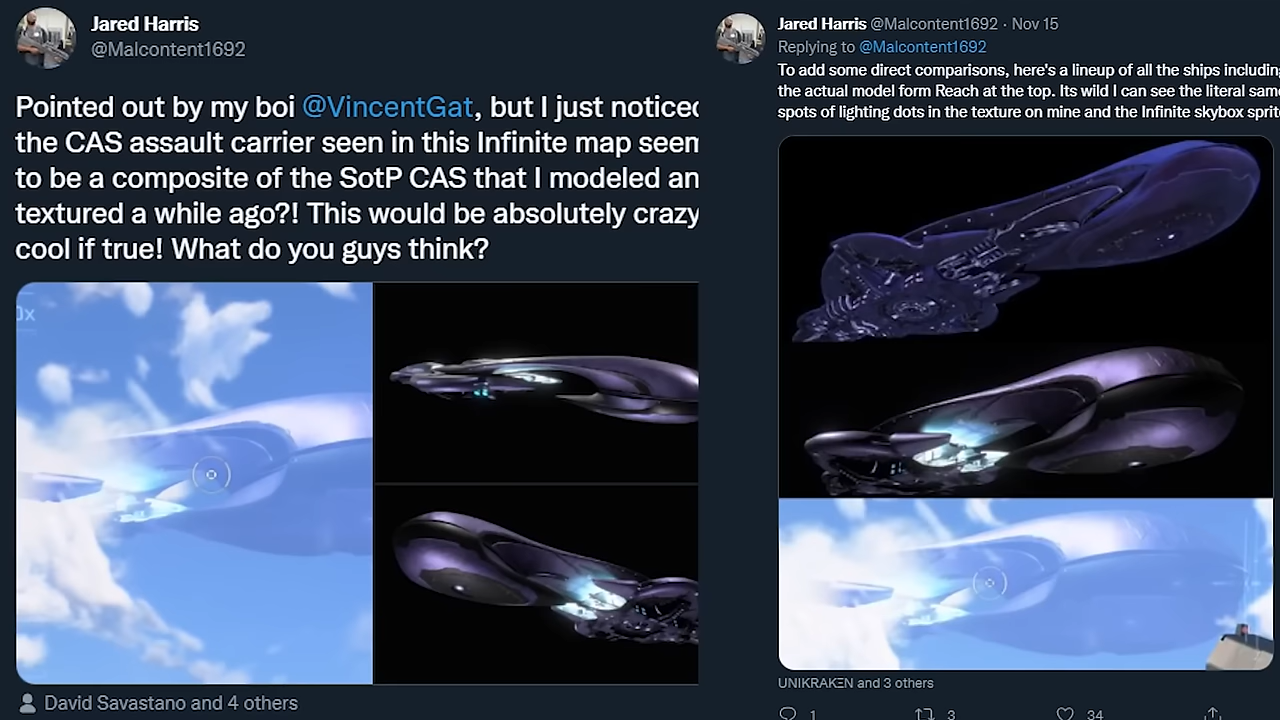 Jared Harris
@Malcontent1692
Pointed out by my boi @VincentGat, but I just noticed
the CAS assault carrier seen in this Infinite map seem
to be a composite of the SotP CAS that I modeled an
textured a while ago?! This would be absolutely crazy
cool if true! What do you guys think?
0x
David Savastano and 4 others
Jared Harris @Malcontent1692 · Nov 15
Replying to @Malcontent1692
To add some direct comparisons, here's a lineup of all the ships including
the actual model form Reach at the top. Its wild I can see the literal same
spots of lighting dots in the texture on mine and the Infinite skybox sprite
UNIKRAKΞN and 3 others
1 3 34